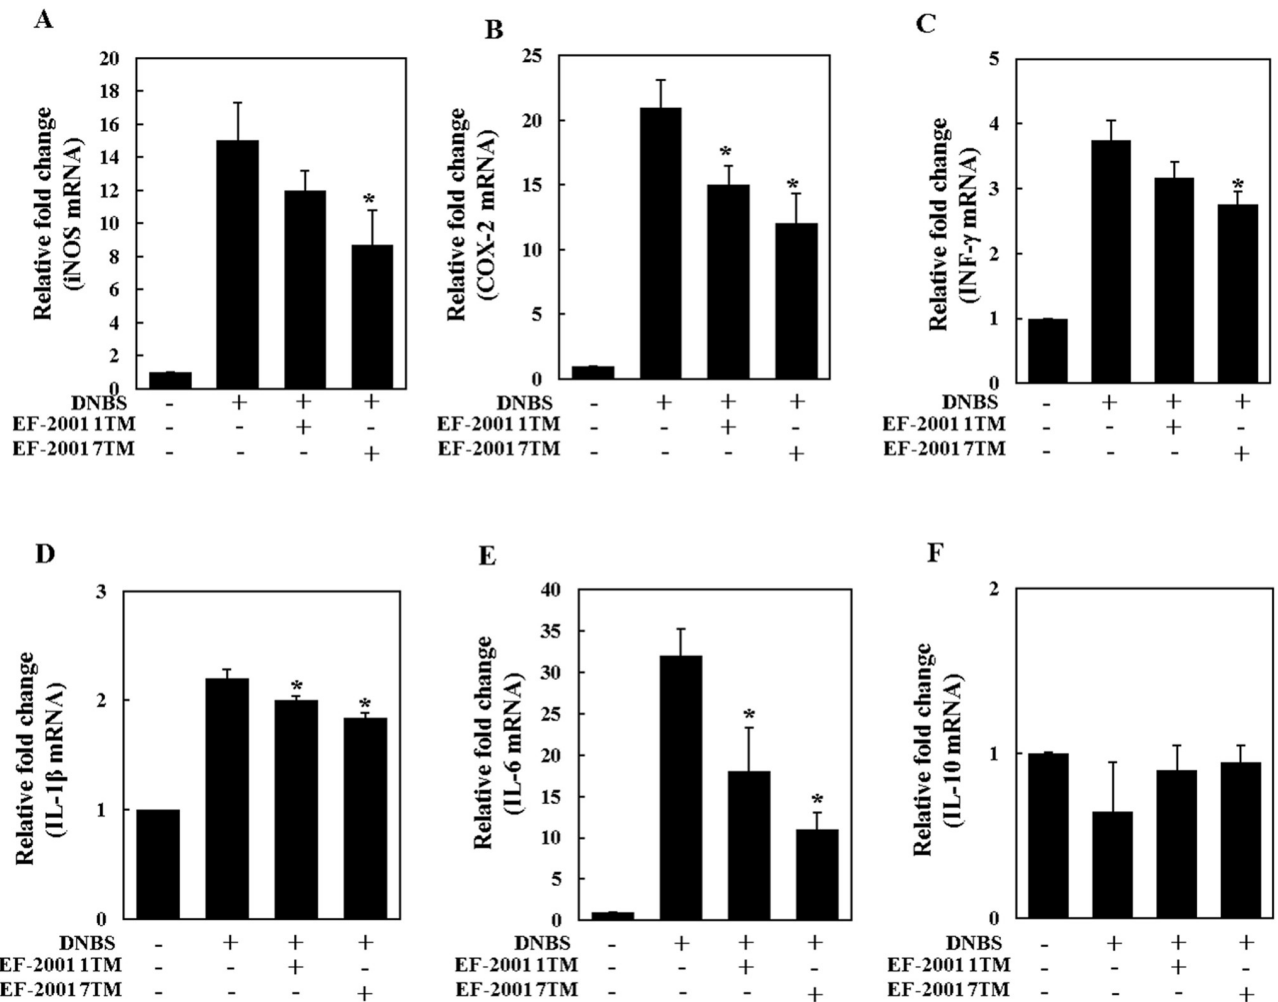 A
Relative fold change
(iNOS mRNA)
20
18
16
14
12
10
8
6
4
2
0
*
DNBS - + + +
EF-2001 1TM - - + -
EF-2001 7TM - - - +
B
Relative fold change
(COX-2 mRNA)
25
20
15
10
5
0
* *
DNBS - + + +
EF-2001 1TM - - + -
EF-2001 7TM - - - +
C
Relative fold change
(INF-γ mRNA)
5
4
3
2
1
0
*
DNBS - + + +
EF-2001 1TM - - + -
EF-2001 7TM - - - +
D
Relative fold change
(IL-1β mRNA)
3
2
1
0
* *
DNBS - + + +
EF-2001 1TM - - + -
EF-2001 7TM - - - +
E
Relative fold change
(IL-6 mRNA)
40
35
30
25
20
15
10
5
0
* *
DNBS - + + +
EF-2001 1TM - - + -
EF-2001 7TM - - - +
F
Relative fold change
(IL-10 mRNA)
2
1
0
DNBS - + + +
EF-2001 1TM - - + -
EF-2001 7TM - - - +